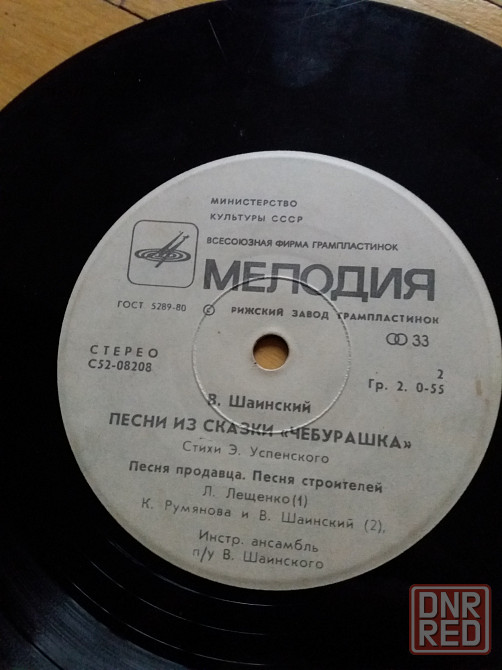 МИНИСТЕРСТВО
КУЛЬТУРЫ СССР
ВСЕСОЮЗНАЯ ФИРМА ГРАМПЛАСТИНОК
МЕЛОДИЯ
ГОСТ 5289-80 © РИЖСКИЙ ЗАВОД ГРАМПЛАСТИНОК
33
СТЕРЕО
С52-08208
2
Гр. 2. 0-55
В. Шаинский
ПЕСНИ ИЗ СКАЗКИ «ЧЕБУРАШКА»
Стихи Э. Успенского
Песня продавца. Песня строителей
Л. Лещенко(1)
К. Румянова и В. Шаинский (2),
Инстр. ансамбль
п/у В. Шаинского
DNR
RED